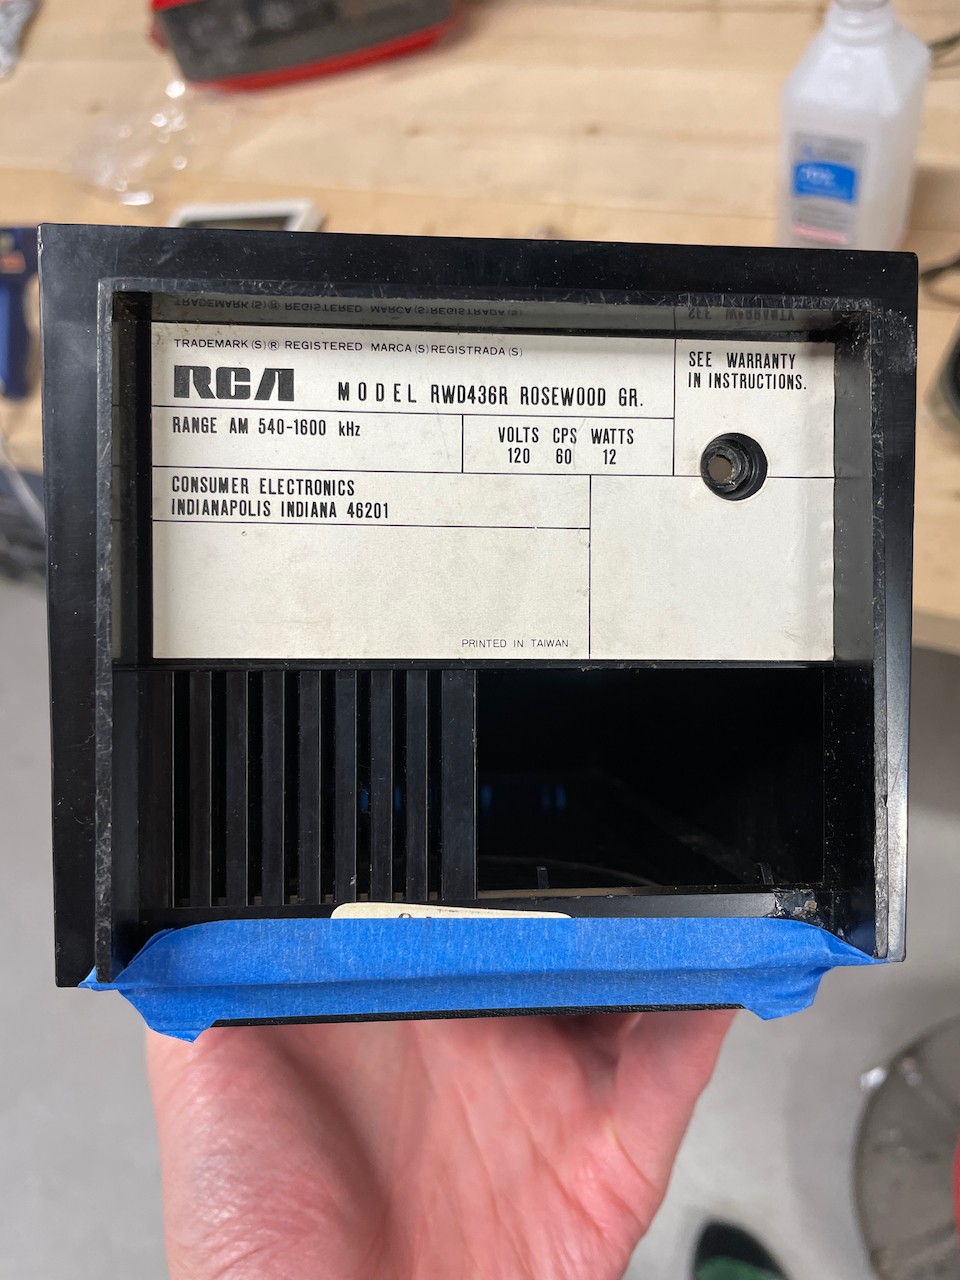 TRADEMARK(S)® REGISTERED MARCA(S)REGISTRADA(S)
RCA MODEL RWD436R ROSEWOOD GR.
SEE WARRANTY
IN INSTRUCTIONS.
RANGE AM 540-1600 kHz
VOLTS CPS WATTS
120 60 12
CONSUMER ELECTRONICS
INDIANAPOLIS INDIANA 46201
PRINTED IN TAIWAN